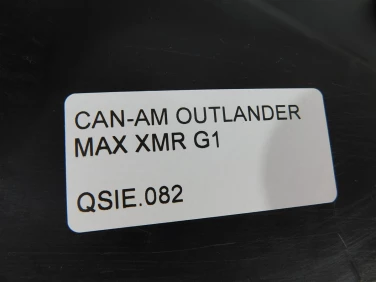 CAN-AM OUTLANDER
MAX XMR G1
QSIE.082